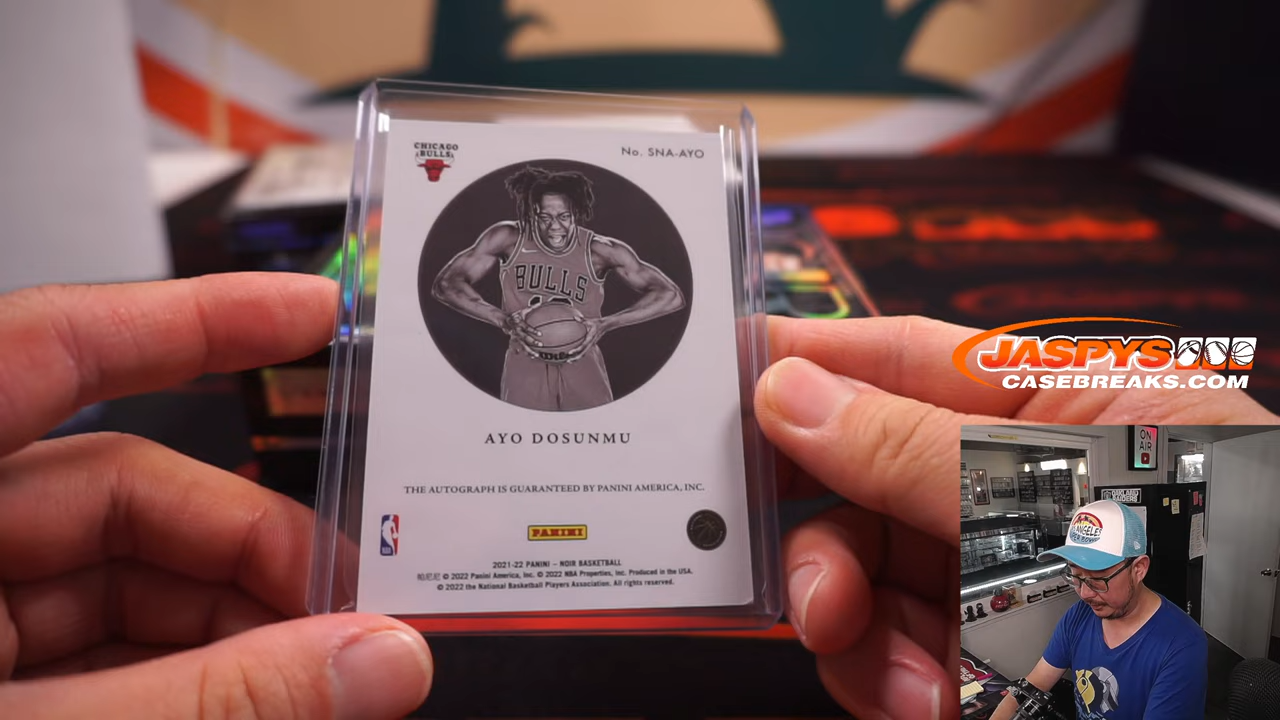 CHICAGO
BULLS
No. SNA-AYO
BULLS
AYO DOSUNMU
THE AUTOGRAPH IS GUARANTEED BY PANINI AMERICA, INC.
PANINI
2021-22 PANINI – NOIR BASKETBALL
© 2022 Panini America, Inc. © 2022 NBA Properties, Inc. Produced in the USA.
© 2022 the National Basketball Players Association. All rights reserved.
JASPYS
CASEBREAKS.COM
ON
AIR